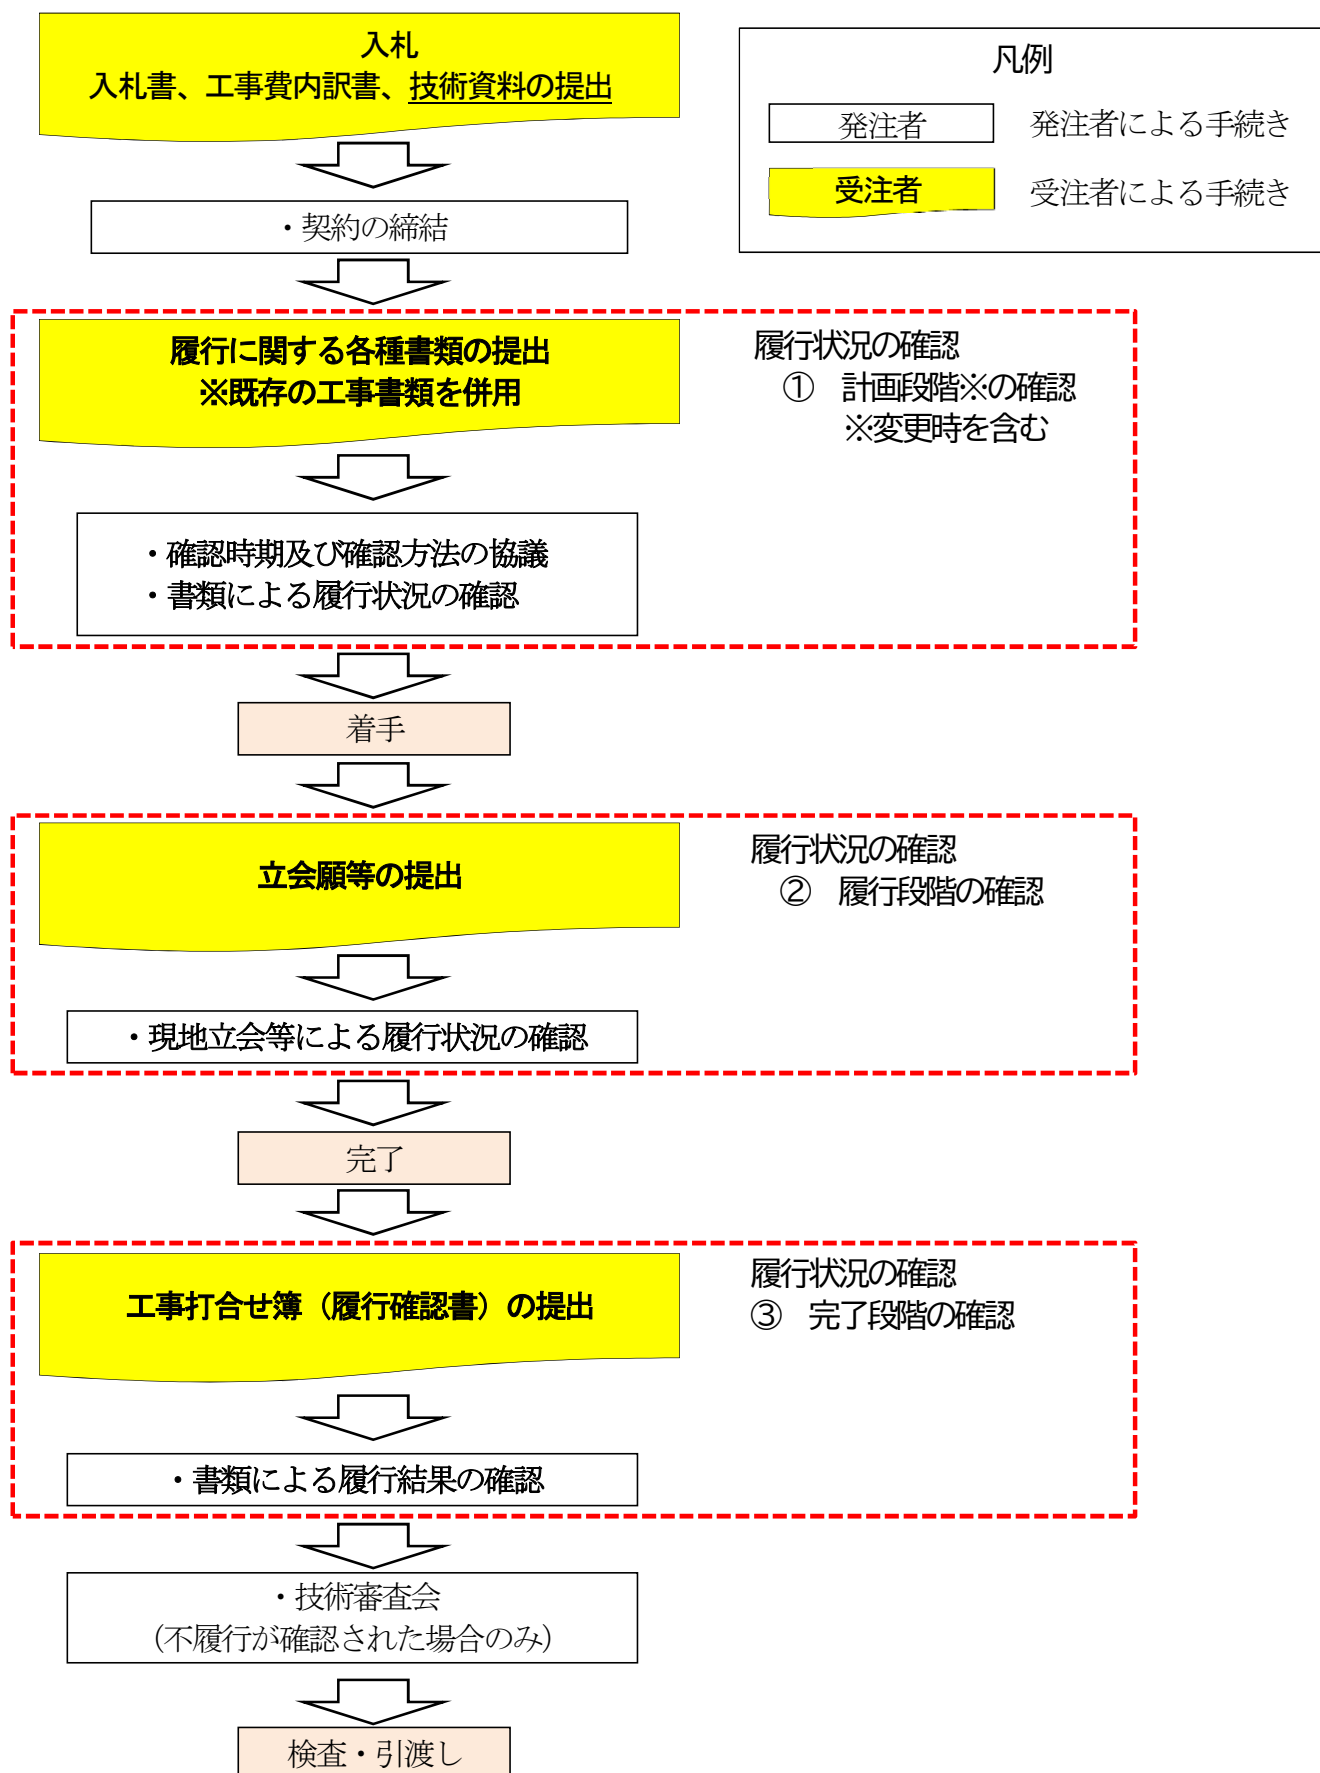 入札
入札書、工事費内訳書、技術資料の提出
凡例
発注者 発注者による手続き
受注者 受注者による手続き
・契約の締結
履行に関する各種書類の提出
※既存の工事書類を併用
履行状況の確認
① 計画段階※の確認
※変更時を含む
・確認時期及び確認方法の協議
・書類による履行状況の確認
着手
立会願等の提出
履行状況の確認
② 履行段階の確認
・現地立会等による履行状況の確認
完了
工事打合せ簿（履行確認書）の提出
履行状況の確認
③ 完了段階の確認
・書類による履行結果の確認
・技術審査会
（不履行が確認された場合のみ）
検査・引渡し